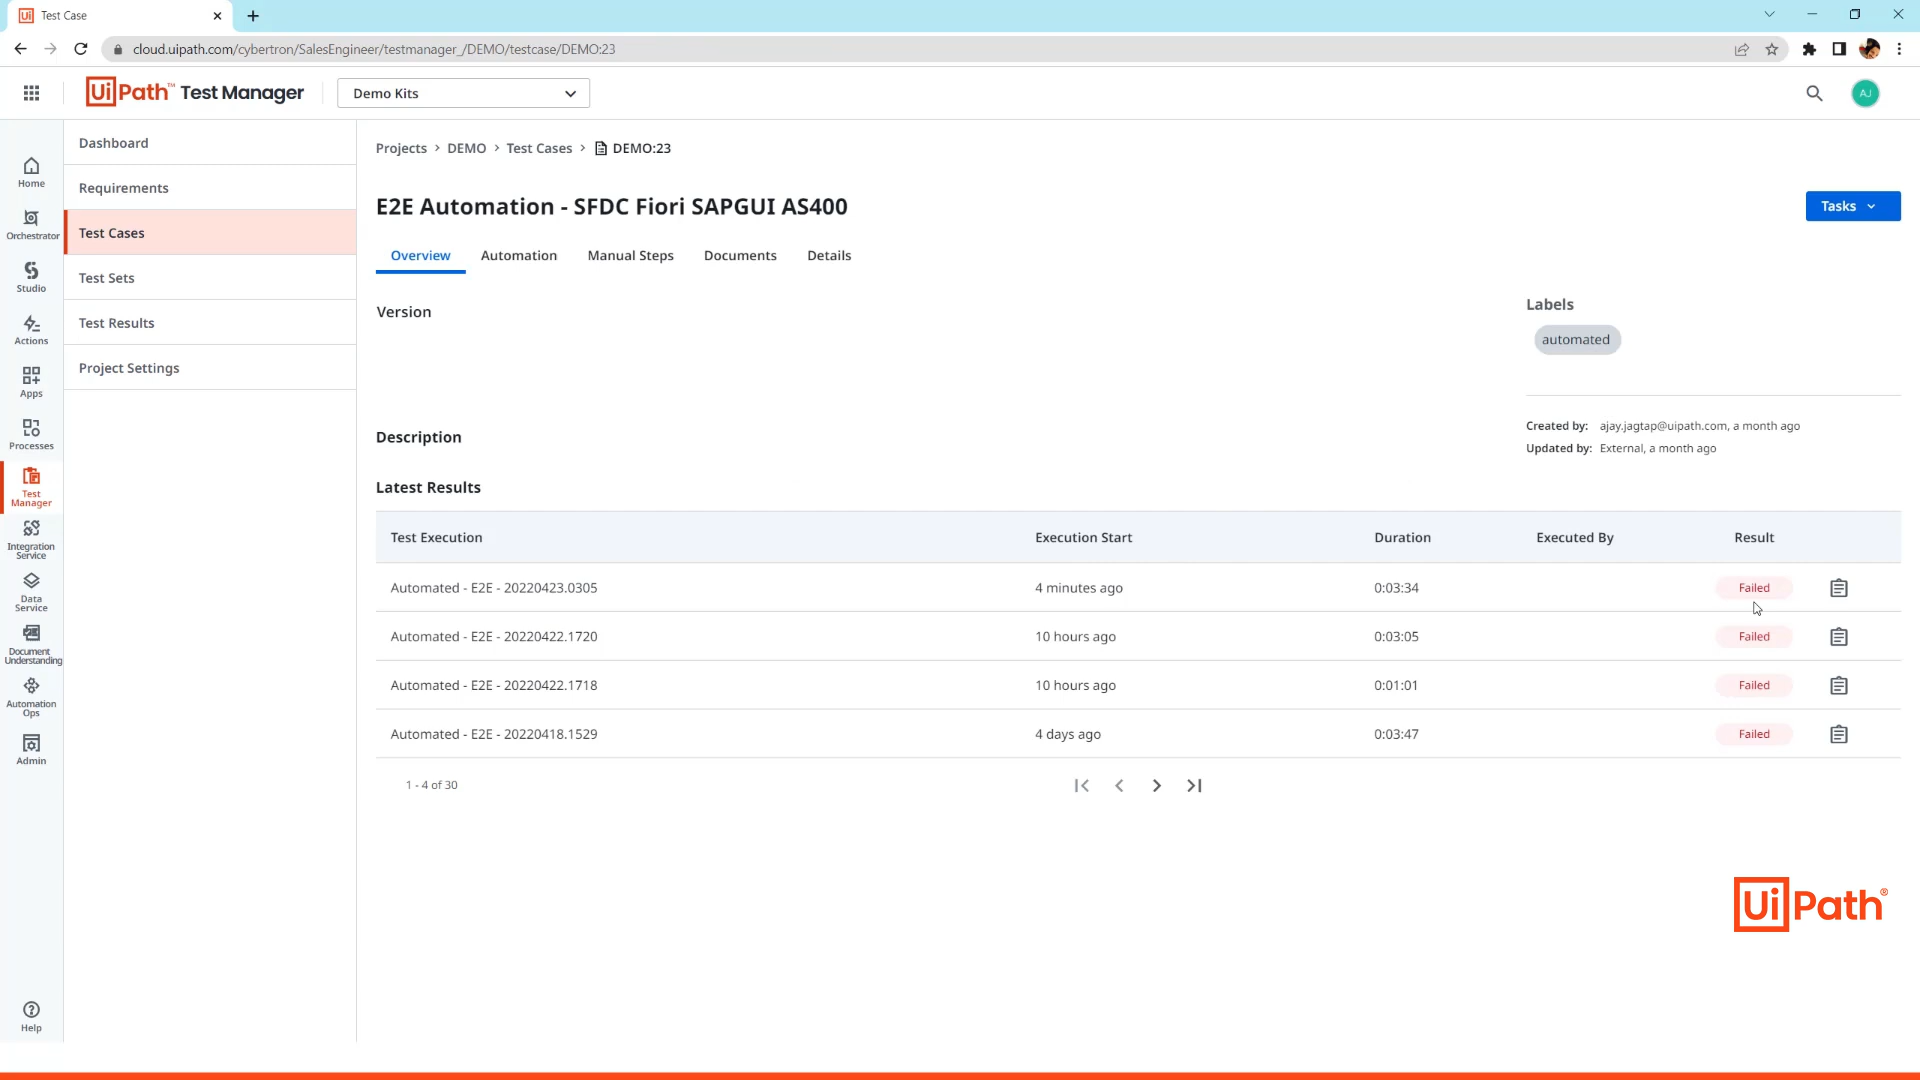 Test Case
cloud.uipath.com/cybertron/SalesEngineer/testmanager_/DEMO/testcase/DEMO:23
UiPath™ Test Manager
Demo Kits
AJ
Home
Orchestrator
Studio
Actions
Apps
Processes
Test
Manager
Integration
Service
Data
Service
Document
Understanding
Automation
Ops
Admin
Help
Dashboard
Requirements
Test Cases
Test Sets
Test Results
Project Settings
Projects > DEMO > Test Cases > DEMO:23
E2E Automation - SFDC Fiori SAPGUI AS400
Tasks
Overview Automation Manual Steps Documents Details
Version
Labels
automated
Created by: ajay.jagtap@uipath.com, a month ago
Updated by: External, a month ago
Description
Latest Results
Test Execution Execution Start Duration Executed By Result
Automated - E2E - 20220423.0305 4 minutes ago 0:03:34 Failed
Automated - E2E - 20220422.1720 10 hours ago 0:03:05 Failed
Automated - E2E - 20220422.1718 10 hours ago 0:01:01 Failed
Automated - E2E - 20220418.1529 4 days ago 0:03:47 Failed
1 - 4 of 30
UiPath®